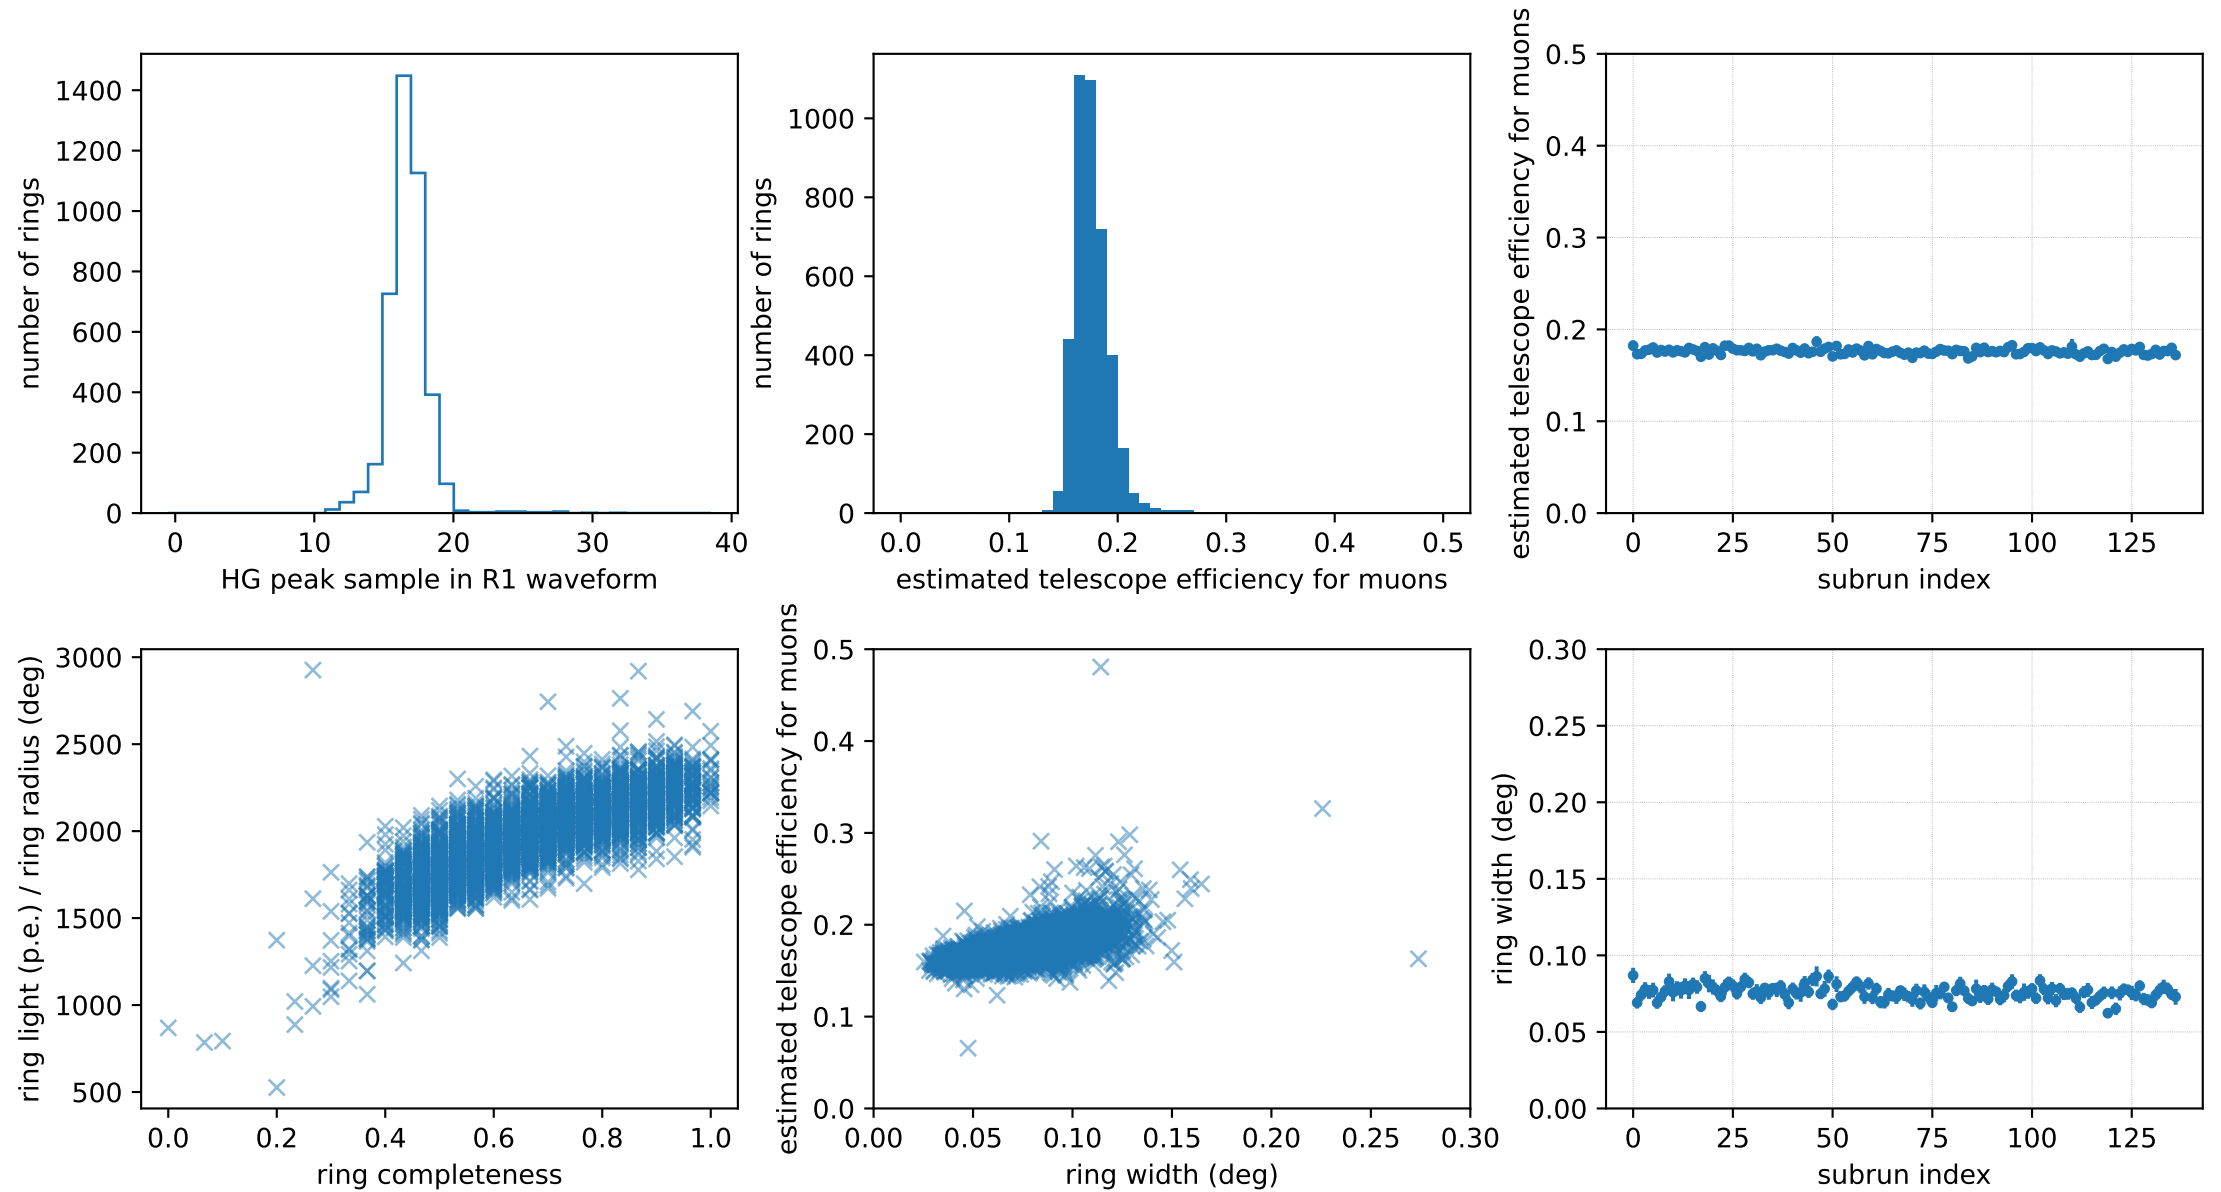 number of rings
1400
1200
1000
800
600
400
200
0
0 10 20 30 40
HG peak sample in R1 waveform
number of rings
1000
800
600
400
200
0
0.0 0.1 0.2 0.3 0.4 0.5
estimated telescope efficiency for muons
estimated telescope efficiency for muons
0.5
0.4
0.3
0.2
0.1
0.0
0 25 50 75 100 125
subrun index
ring light (p.e.) / ring radius (deg)
3000
2500
2000
1500
1000
500
0.0 0.2 0.4 0.6 0.8 1.0
ring completeness
estimated telescope efficiency for muons
0.5
0.4
0.3
0.2
0.1
0.0
0.00 0.05 0.10 0.15 0.20 0.25 0.30
ring width (deg)
ring width (deg)
0.30
0.25
0.20
0.15
0.10
0.05
0.00
0 25 50 75 100 125
subrun index